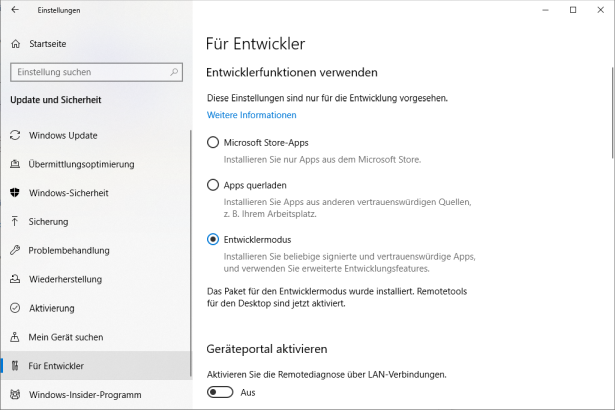 Einstellungen
Startseite
Einstellung suchen
Update und Sicherheit
Windows Update
Übermittlungsoptimierung
Windows-Sicherheit
Sicherung
Problembehandlung
Wiederherstellung
Aktivierung
Mein Gerät suchen
Für Entwickler
Windows-Insider-Programm
Für Entwickler
Entwicklerfunktionen verwenden
Diese Einstellungen sind nur für die Entwicklung vorgesehen.
Weitere Informationen
Microsoft Store-Apps
Installieren Sie nur Apps aus dem Microsoft Store.
Apps querladen
Installieren Sie Apps aus anderen vertrauenswürdigen Quellen,
z. B. Ihrem Arbeitsplatz.
Entwicklermodus
Installieren Sie beliebige signierte und vertrauenswürdige Apps,
und verwenden Sie erweiterte Entwicklungsfeatures.
Das Paket für den Entwicklermodus wurde installiert. Remotetools
für den Desktop sind jetzt aktiviert.
Geräteportal aktivieren
Aktivieren Sie die Remotediagnose über LAN-Verbindungen.
Aus